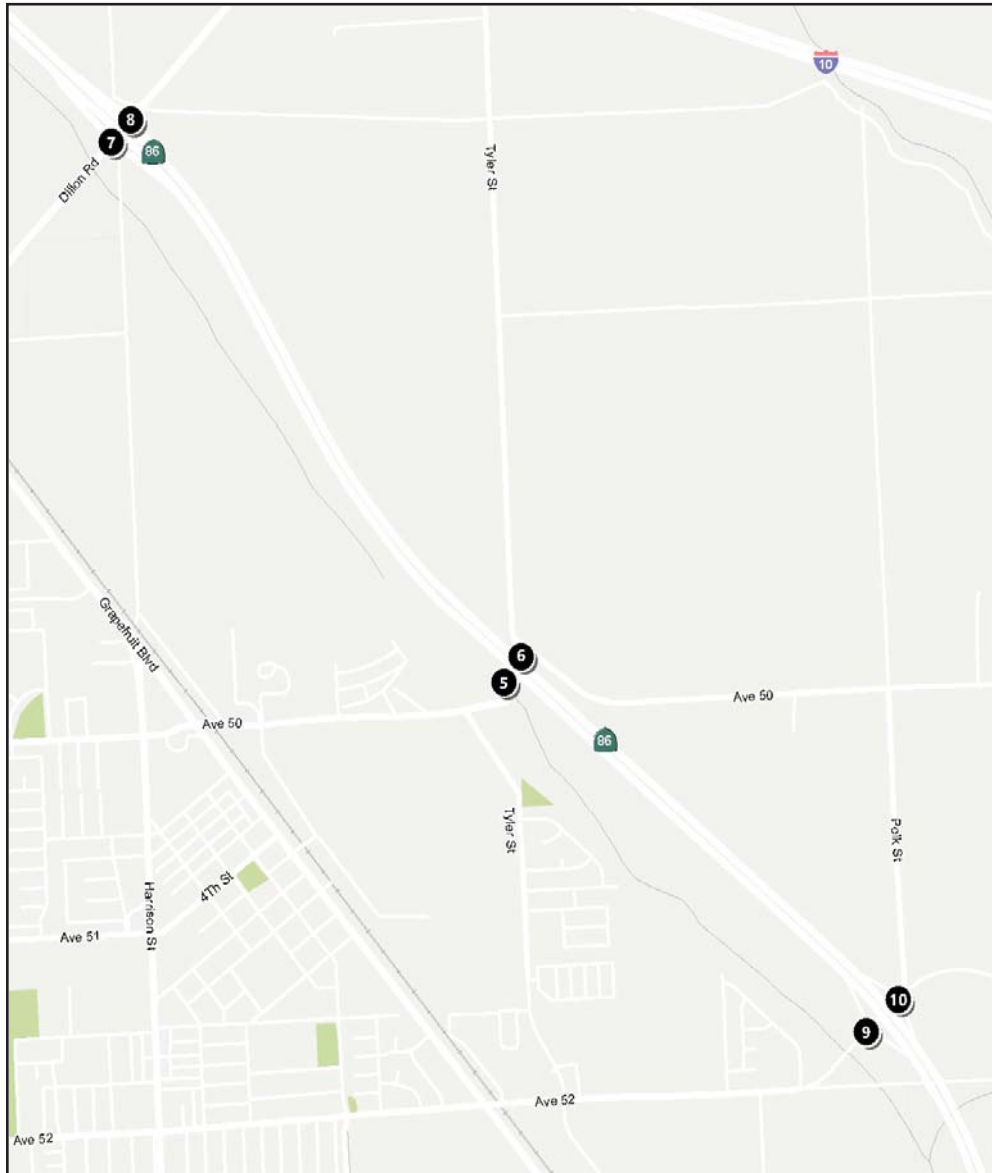 10
8
7
86
Dillon Rd
Tyler St
Grapefruit Blvd
6
5
Ave 50
Ave 50
86
Tyler St
Polk St
4Th St
Harrison St
Ave 51
10
9
Ave 52
Ave 52